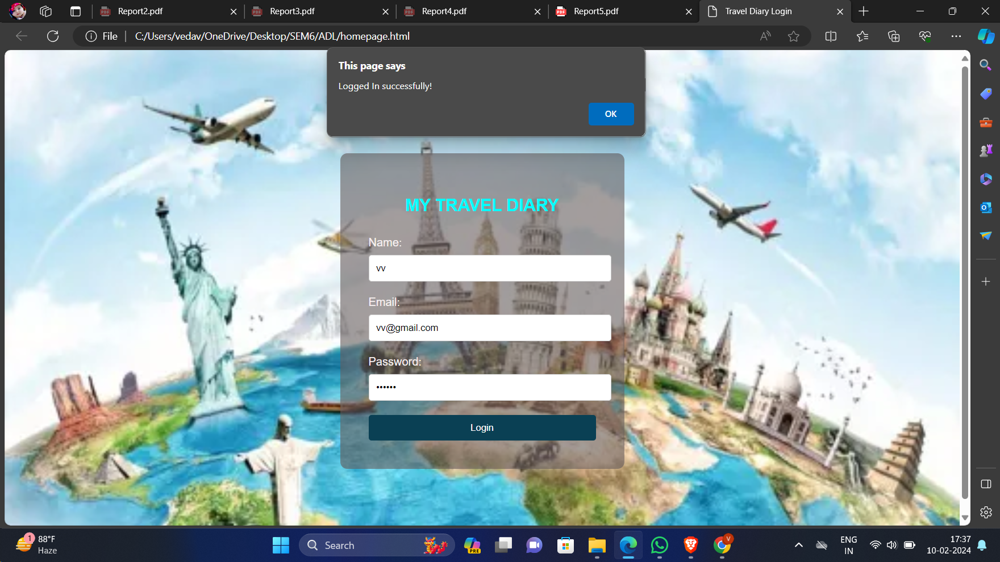 Report2.pdf
Report3.pdf
Report4.pdf
Report5.pdf
Travel Diary Login
File
C:/Users/vedav/OneDrive/Desktop/SEM6/ADL/homepage.html
This page says
Logged In successfully!
OK
MY TRAVEL DIARY
Name:
vv
Email:
vv@gmail.com
Password:
••••••
Login
1
88°F
Haze
Search
PRE
V
ENG
IN
17:37
10-02-2024